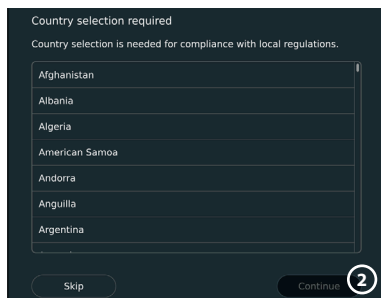 Country selection required
Country selection is needed for compliance with local regulations.
Afghanistan
Albania
Algeria
American Samoa
Andorra
Anguilla
Argentina
Skip
Continue
2